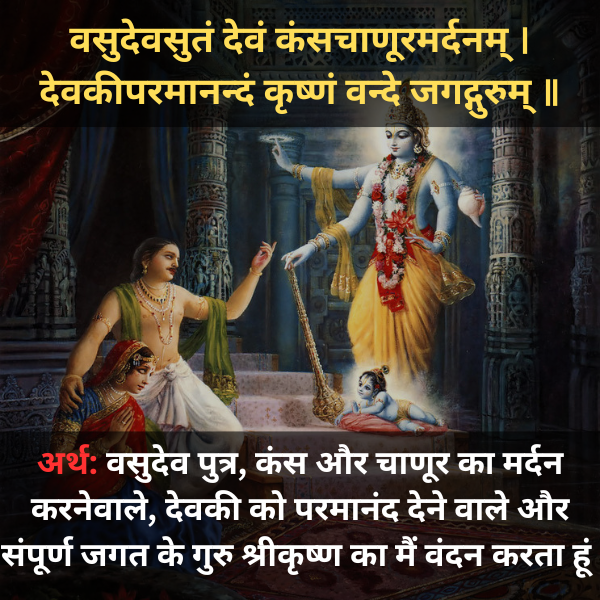 वसुदेवसुतं देवं कंसचाणूरमर्दनम् ।
देवकीपरमानन्दं कृष्णं वन्दे जगद्गुरुम् ॥
अर्थ: वसुदेव पुत्र, कंस और चाणूर का मर्दन
करनेवाले, देवकी को परमानंद देने वाले और
संपूर्ण जगत के गुरु श्रीकृष्ण का मैं वंदन करता हूं